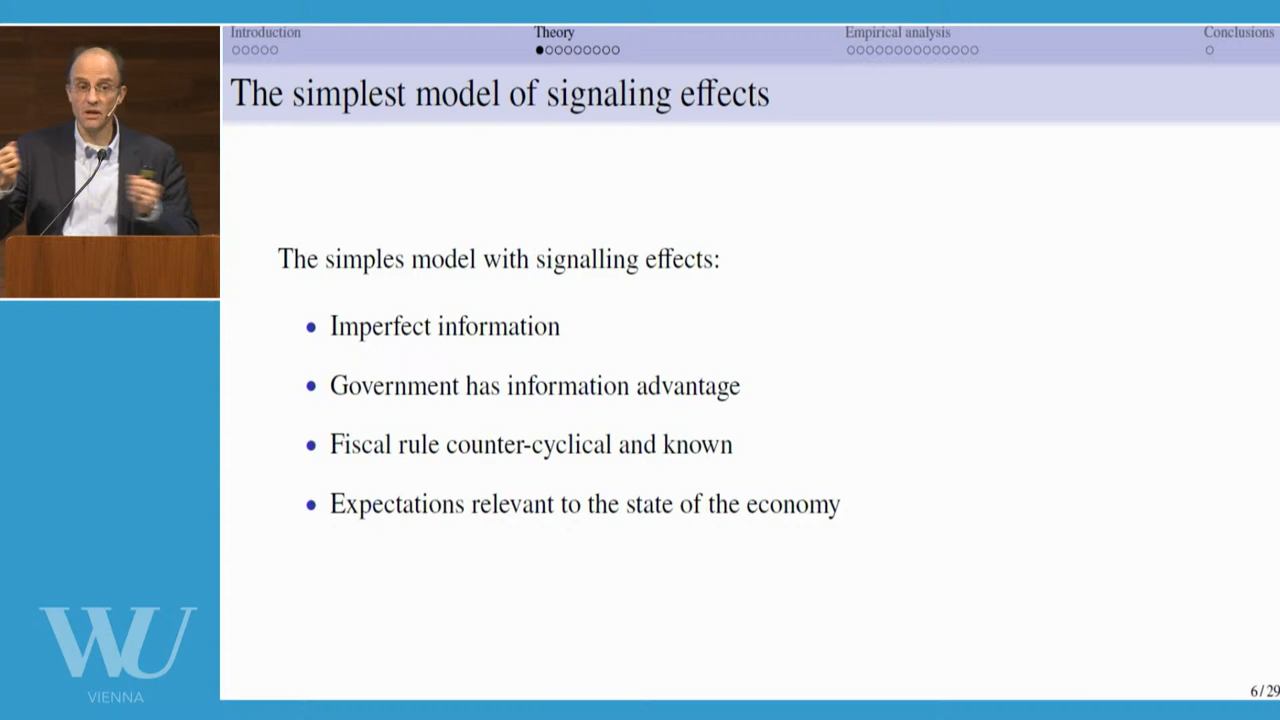 Introduction
Theory
Empirical analysis
Conclusions
The simplest model of signaling effects
The simples model with signalling effects:
Imperfect information
Government has information advantage
Fiscal rule counter-cyclical and known
Expectations relevant to the state of the economy
WU
VIENNA
6/29